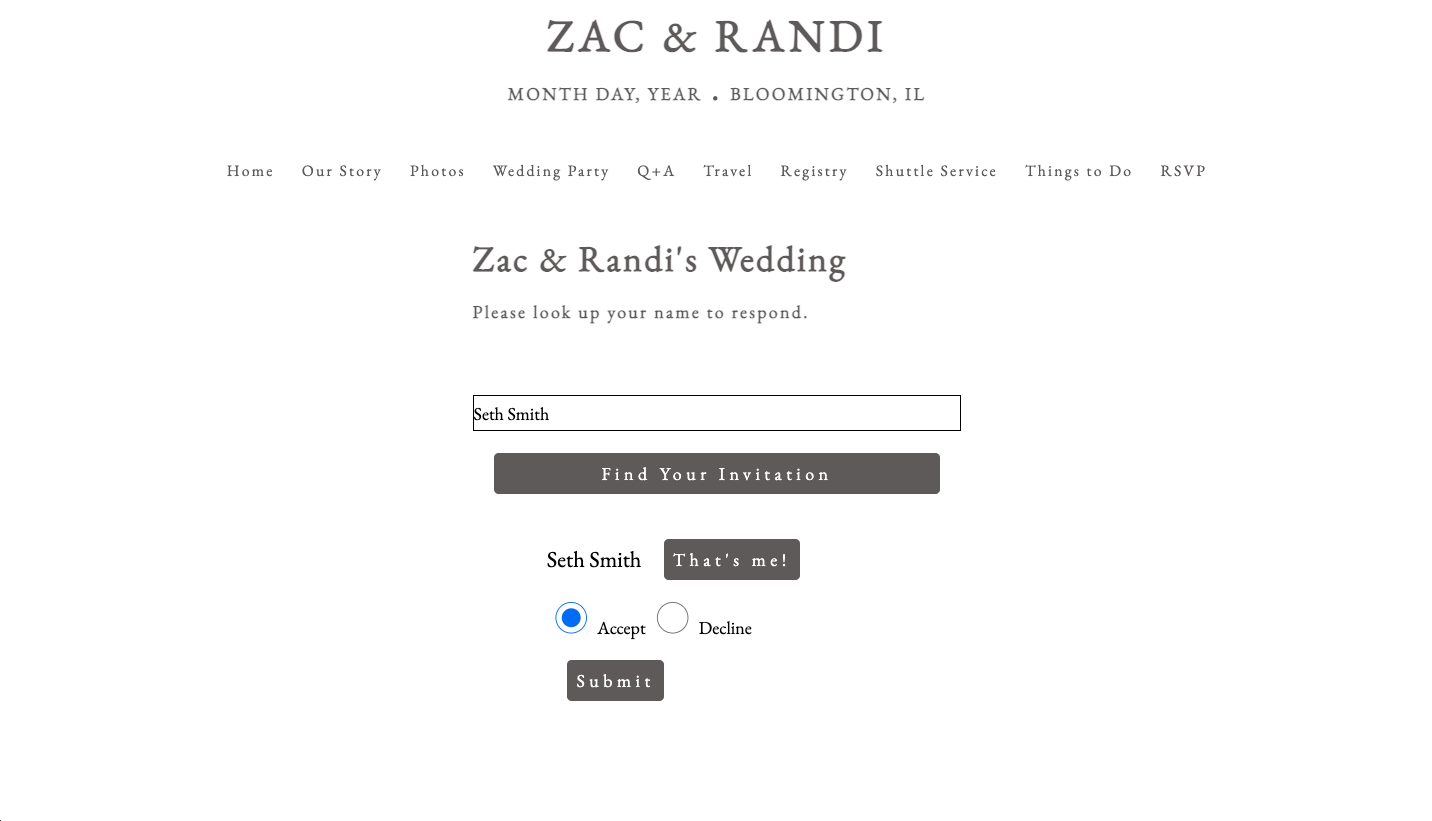 ZAC & RANDI
MONTH DAY, YEAR . BLOOMINGTON, IL
Home Our Story Photos Wedding Party Q+A Travel Registry Shuttle Service Things to Do RSVP
Zac & Randi's Wedding
Please look up your name to respond.
Seth Smith
Find Your Invitation
Seth Smith That's me!
Accept Decline
Submit